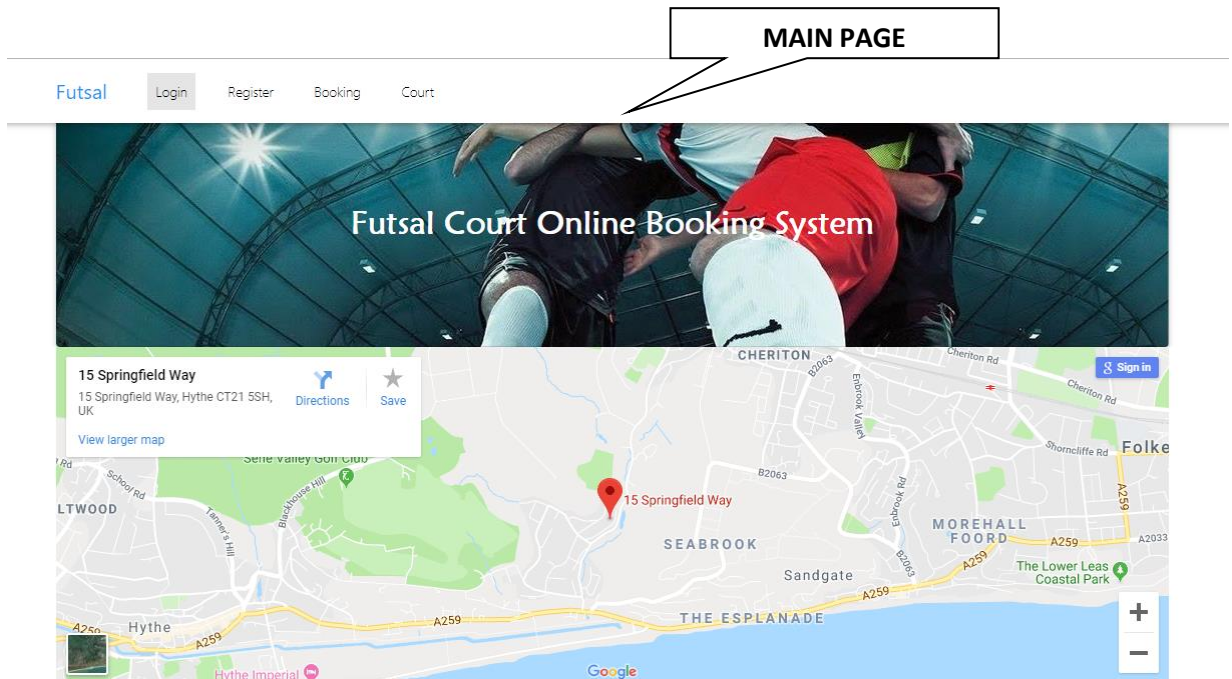 MAIN PAGE
Futsal Login Register Booking Court
Futsal Court Online Booking System
15 Springfield Way
15 Springfield Way, Hythe CT21 5SH,
UK
Directions Save
View larger map
Sign in
CHERITON
B2063
Cheriton Rd
Cheriton Rd
Enbrook Valley
Shorncliffe Rd
Folke
Sene Valley Golf Club
Rd
School Rd
Blackhouse Hill
Tanner's Hill
LTWOOD
B2063
15 Springfield Way
Enbrook Rd
A259
SEABROOK
MOREHALL
FOORD
A259
A2033
B2063
A259
Sandgate
The Lower Leas
Coastal Park
A259
THE ESPLANADE
A259
A259
Hythe
A259
Hythe Imperial
Google